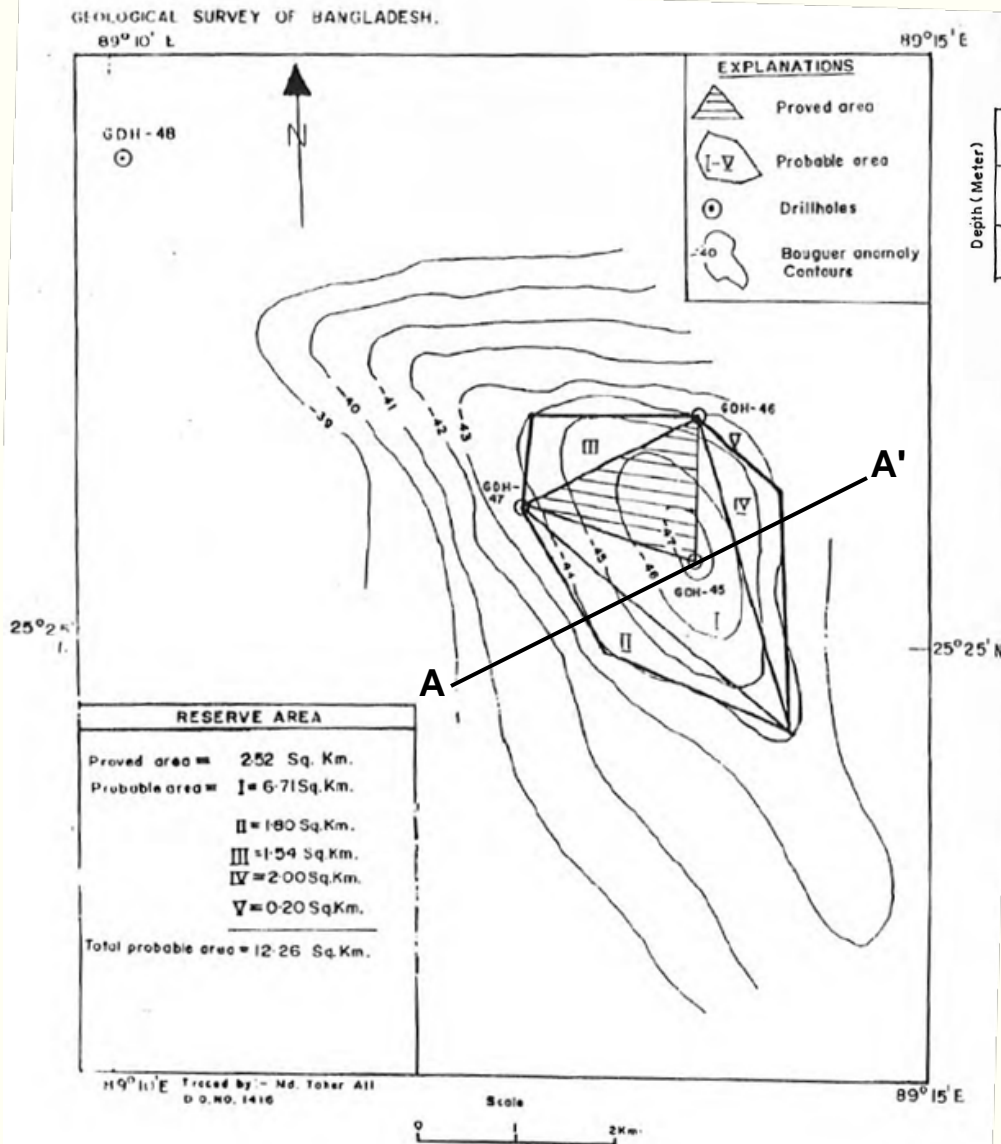 GEOLOGICAL SURVEY OF BANGLADESH.
89°10' E
89°15' E
EXPLANATIONS
Proved area
I-V
Probable area
Drillholes
-40
Bouguer anomoly
Contours
Depth (Meter)
N
GDH-48
-39
-40
-41
-42
-43
GDH-46
III
V
A'
GDH-
47
IV
-47
-44
-45
-46
GDH-45
I
25°25'
25°25' N
II
A
RESERVE AREA
Proved area = 2.52 Sq. Km.
Probable area = I = 6.71 Sq.Km.
II = 1.80 Sq.Km.
III = 1.54 Sq.Km.
IV = 2.00 Sq.Km.
V = 0.20 Sq.Km.
Total probable area = 12.26 Sq.Km.
89°10' E
Traced by:- Md. Taher Ali
D.O.NO. 1416
Scale
89°15' E
0 1 2Km.